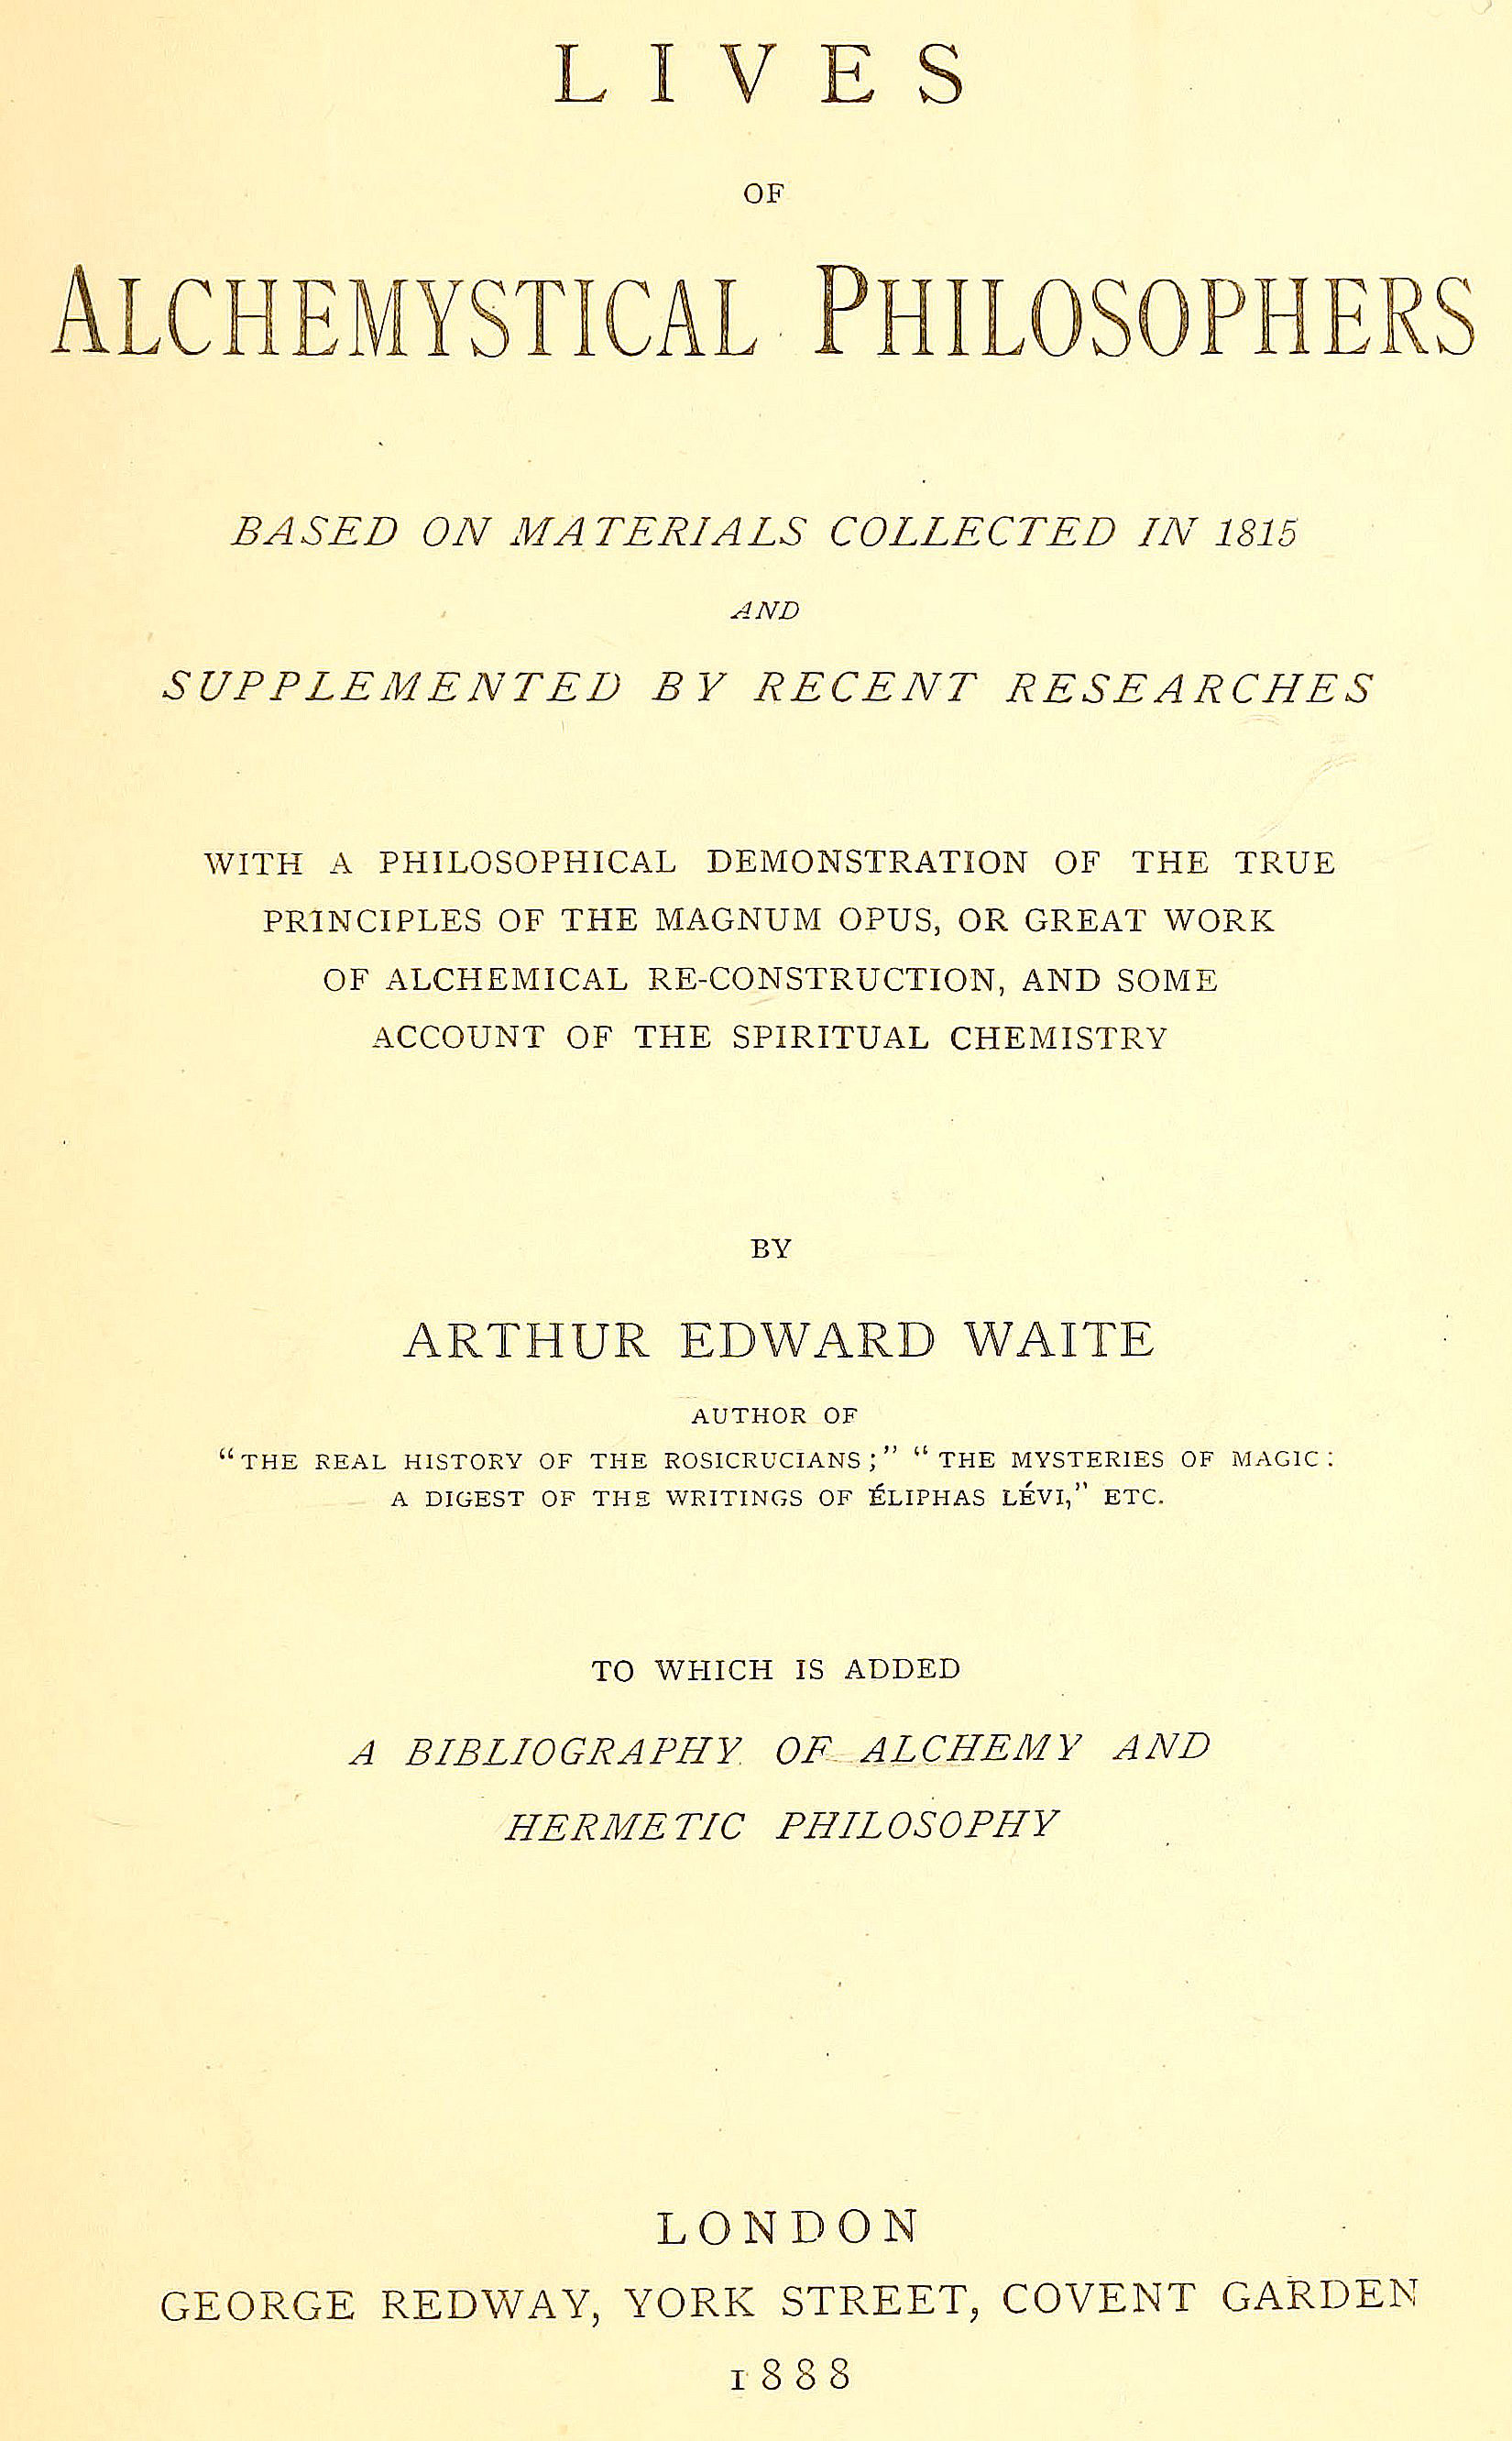 LIVES
OF
ALCHEMYSTICAL PHILOSOPHERS
BASED ON MATERIALS COLLECTED IN 1815
AND
SUPPLEMENTED BY RECENT RESEARCHES
WITH A PHILOSOPHICAL DEMONSTRATION OF THE TRUE
PRINCIPLES OF THE MAGNUM OPUS, OR GREAT WORK
OF ALCHEMICAL RE-CONSTRUCTION, AND SOME
ACCOUNT OF THE SPIRITUAL CHEMISTRY
BY
ARTHUR EDWARD WAITE
AUTHOR OF
“THE REAL HISTORY OF THE ROSICRUCIANS;” “THE MYSTERIES OF MAGIC:
A DIGEST OF THE WRITINGS OF ÉLIPHAS LÉVI,” ETC.
TO WHICH IS ADDED
A BIBLIOGRAPHY OF ALCHEMY AND
HERMETIC PHILOSOPHY
LONDON
GEORGE REDWAY, YORK STREET, COVENT GARDEN
1888